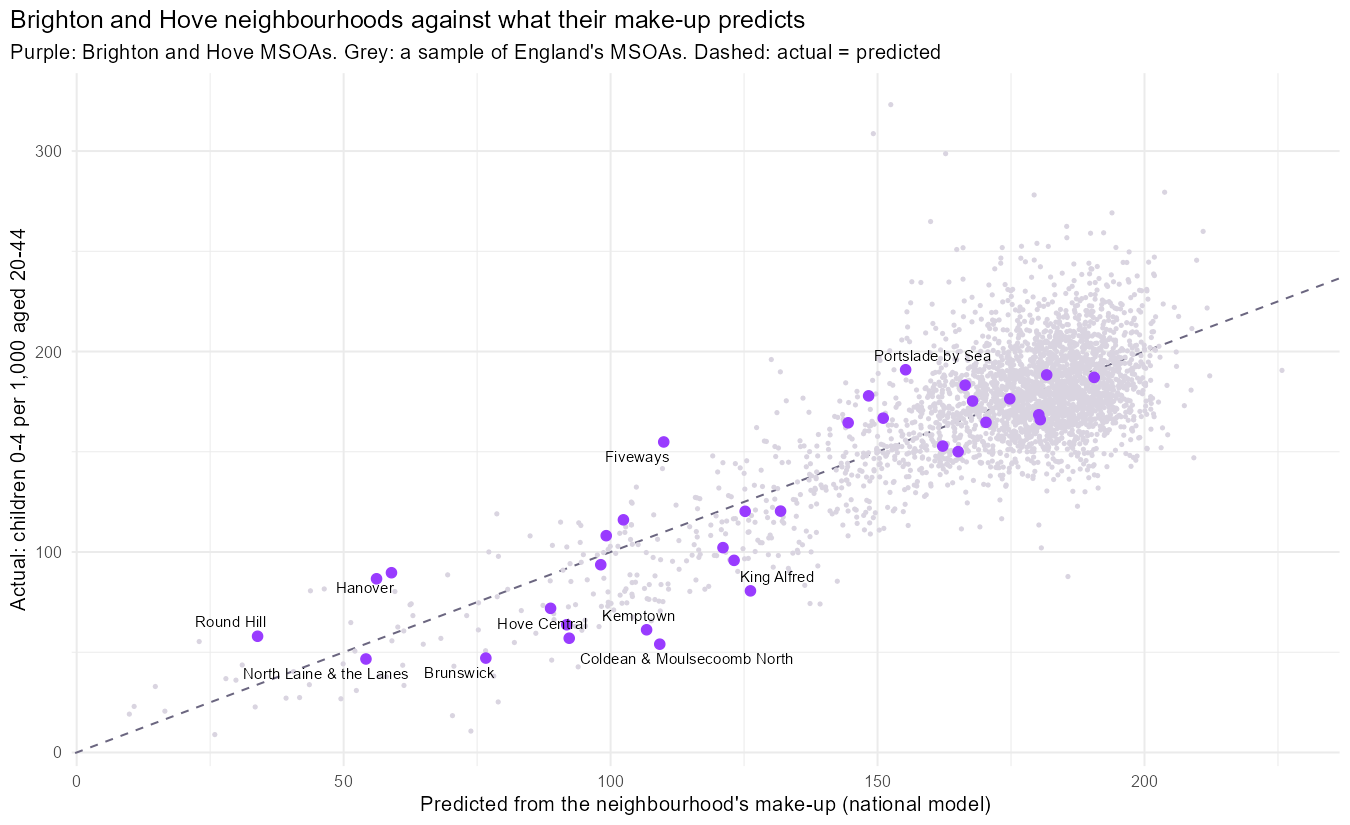 Brighton and Hove neighbourhoods against what their make-up predicts
Purple: Brighton and Hove MSOAs. Grey: a sample of England's MSOAs. Dashed: actual = predicted
Actual: children 0-4 per 1,000 aged 20-44
300
200
100
0
Portslade by Sea
Fiveways
King Alfred
Hanover
Kemptown
Round Hill
Hove Central
Coldean & Moulsecoomb North
North Laine & the Lanes
Brunswick
0
50
100
150
200
Predicted from the neighbourhood's make-up (national model)